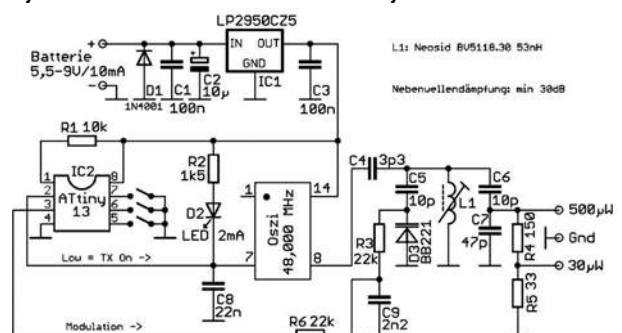 LP2950CZ5
Batterie
5,5-9V/10mA
+
-
IN OUT
GND
IC1
D1
1N4001
C1
100n
+
C2
10µ
C3
100n
L1: Neosid BV5118.30 53nH
Nebenwellendämpfung: min 30dB
R1 10k
IC2
ATtiny
13
1
2
3
4
8
7
6
5
R2
1k5
D2
LED 2mA
Low = TX On ->
C8
22n
1
14
7
8
Oszi
48,000 MHz
C4
3p3
C5
10p
L1
C6
10p
C7
47p
R3
22k
D3
BB221
C9
2n2
R4 150
R5 33
500µW
Gnd
30µW
Modulation ->
R6 22k